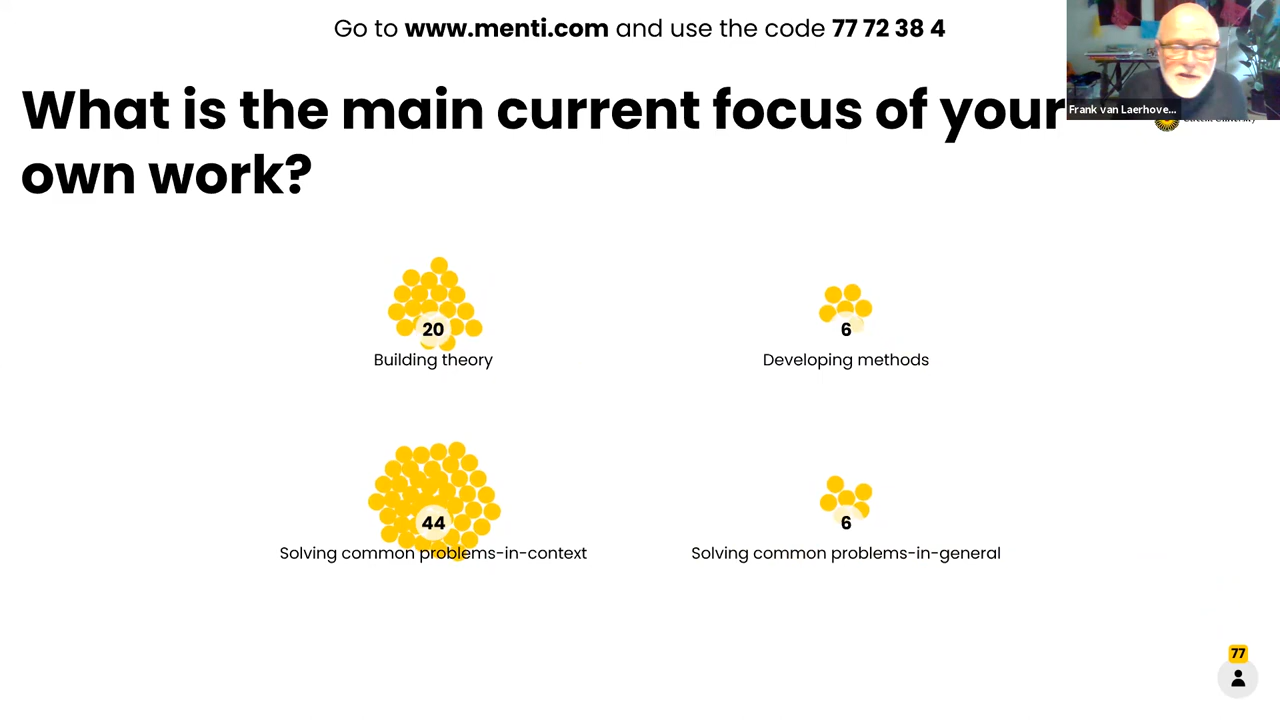 Go to www.menti.com and use the code 77 72 38 4
What is the main current focus of your
own work?
Frank van Laerhove...
20
Building theory
6
Developing methods
44
Solving common problems-in-context
6
Solving common problems-in-general
77